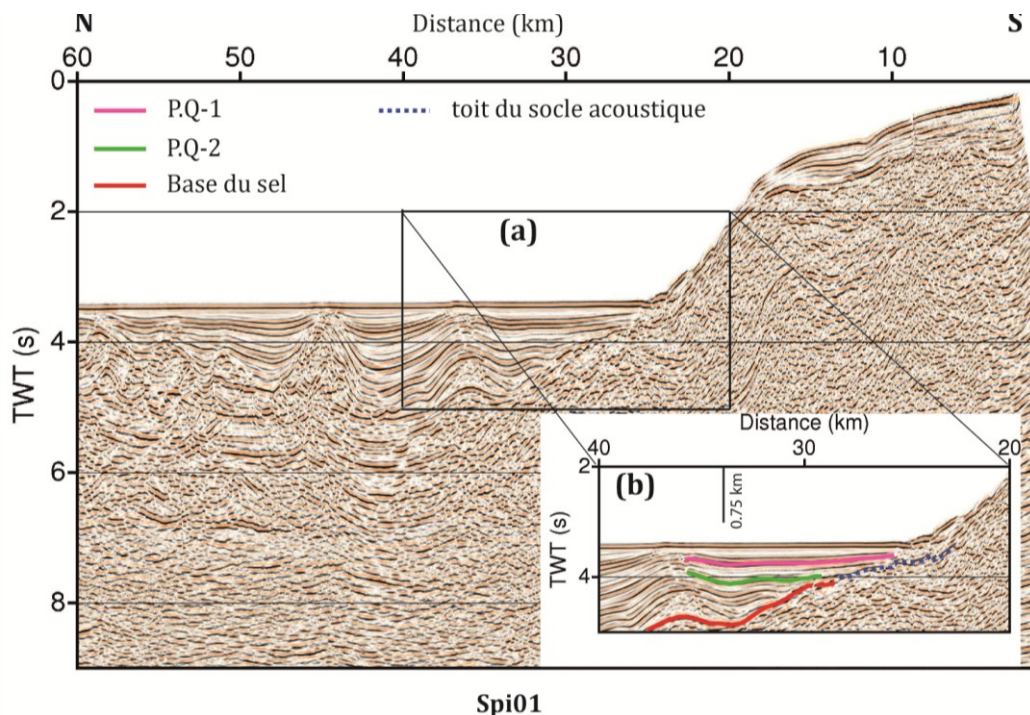 N Distance (km) S
60 50 40 30 20 10
0
P.Q-1 toit du socle acoustique
P.Q-2
Base du sel
2
(a)
TWT (s)
4
6
8
Distance (km)
40 30 20
2
(b)
0.75 km
TWT (s)
4
Spi01